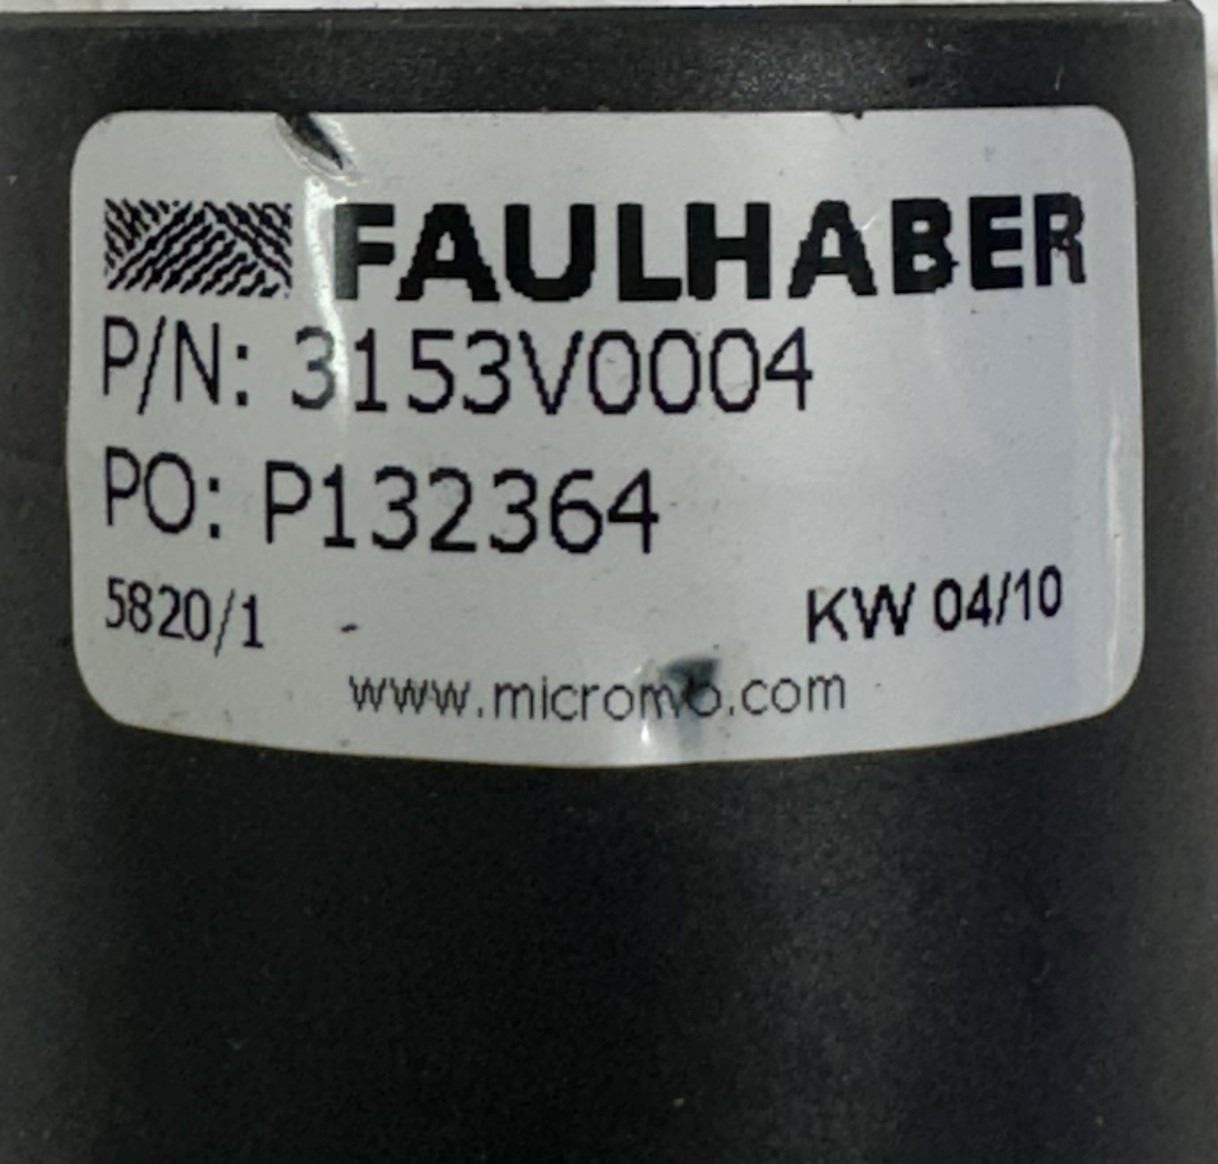 FAULHABER
P/N: 3153V0004
PO: P132364
5820/1 - KW 04/10
www.micromo.com